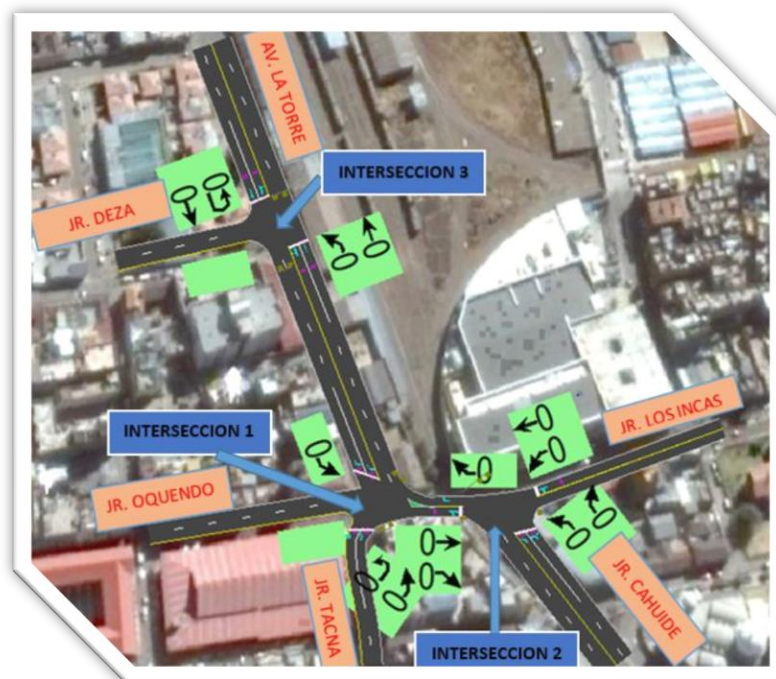 AV. LA TORRE
INTERSECCION 3
JR. DEZA
JR. LOS INCAS
INTERSECCION 1
JR. OQUENDO
JR. TACNA
JR. CAHUIDE
INTERSECCION 2